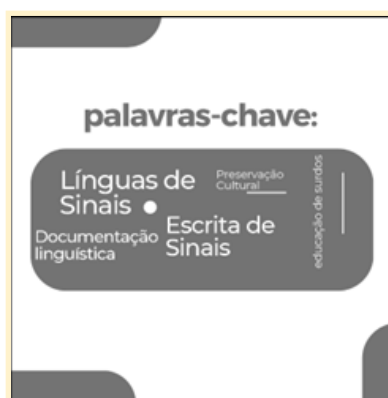 palavras-chave:
Línguas de
Sinais
Preservação
Cultural
educação de surdos
Documentação
linguística
Escrita de
Sinais